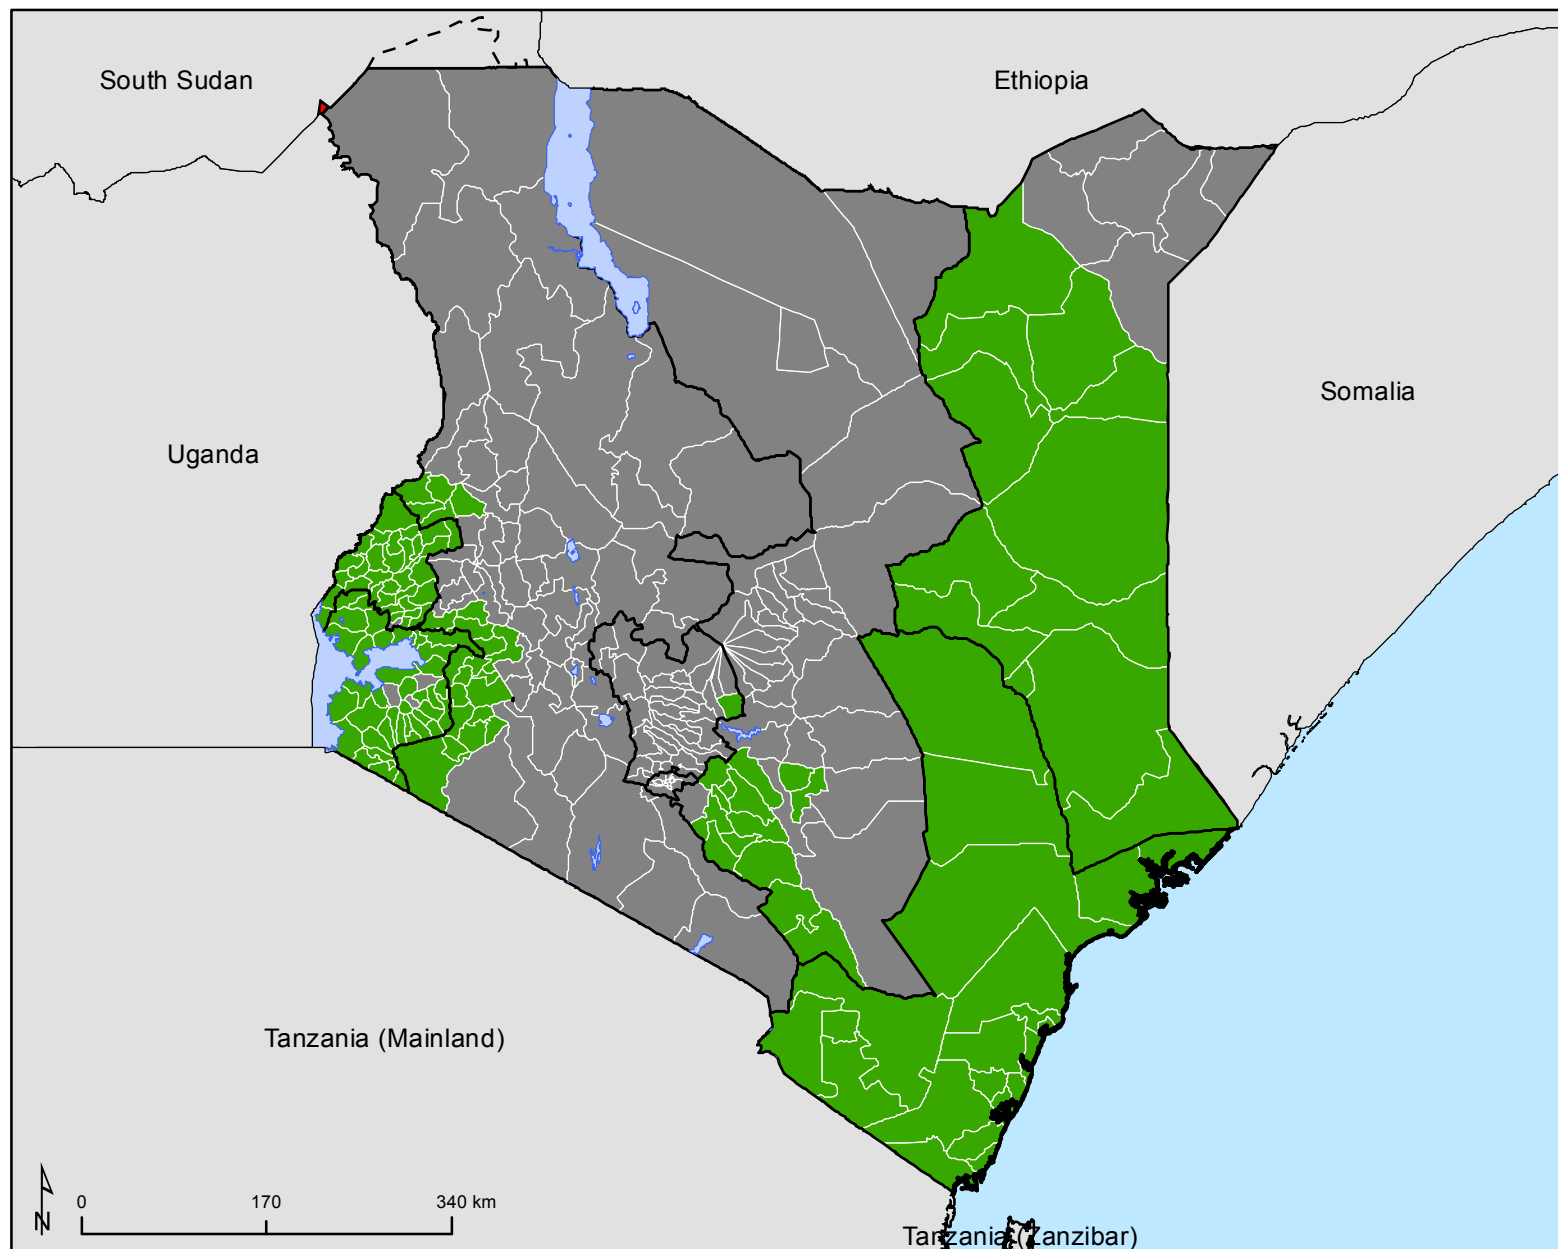 South Sudan
Ethiopia
Somalia
Uganda
Tanzania (Mainland)
N
0
170
340 km
Tanzania (Zanzibar)